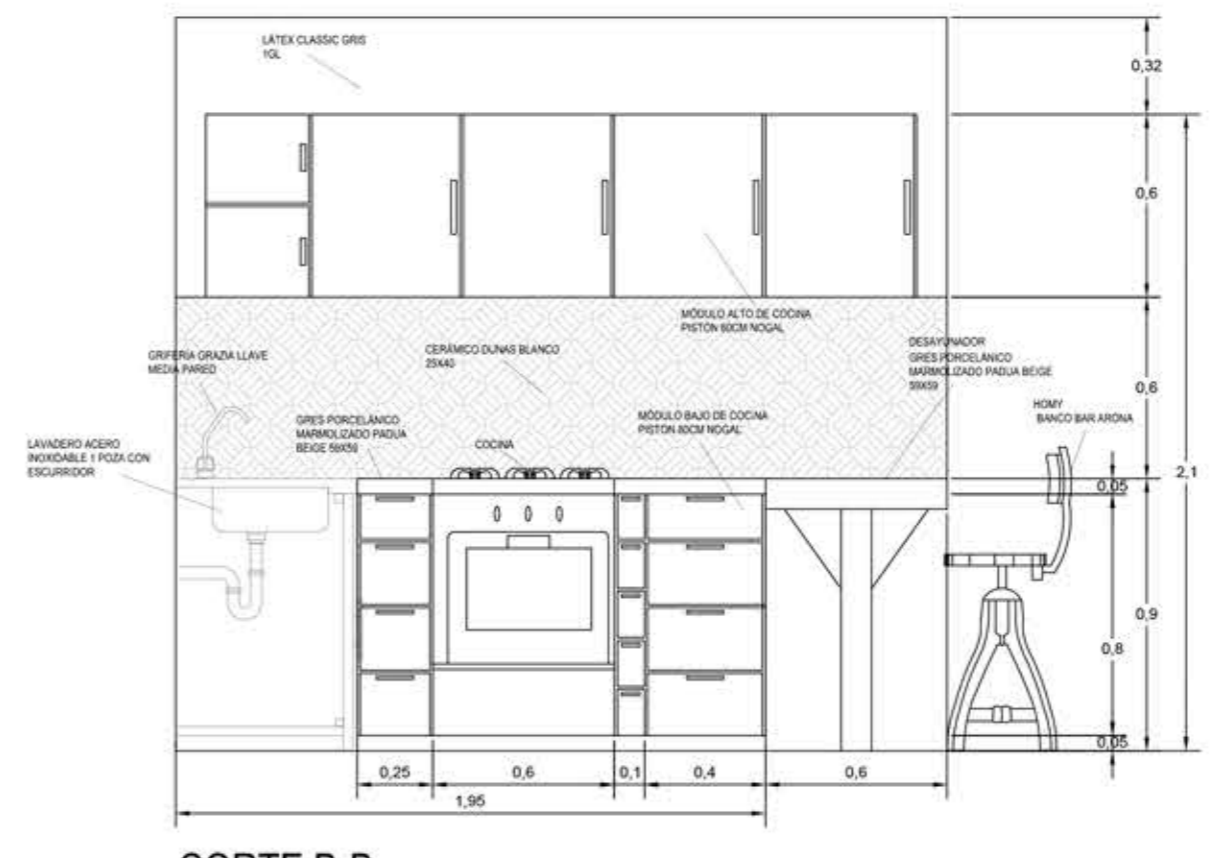 LÁTEX CLASSIC GRIS
1GL
0,32
0,6
MÓDULO ALTO DE COCINA
PISTÓN 60CM NOGAL
GRIFERÍA GRAZIA LLAVE
MEDIA PARED
CERÁMICO DUNAS BLANCO
25X40
DESAYUNADOR
GRES PORCELÁNICO
MARMOLIZADO PADUA BEIGE
59X59
0,6
HOMY
BANCO BAR ARONA
GRES PORCELÁNICO
MARMOLIZADO PADUA
BEIGE 59X59
MÓDULO BAJO DE COCINA
PISTÓN 80CM NOGAL
COCINA
LAVADERO ACERO
INOXIDABLE 1 POZA CON
ESCURRIDOR
2,1
0,05
0,9
0,8
0,05
0,25
0,6
0,1
0,4
0,6
1,95